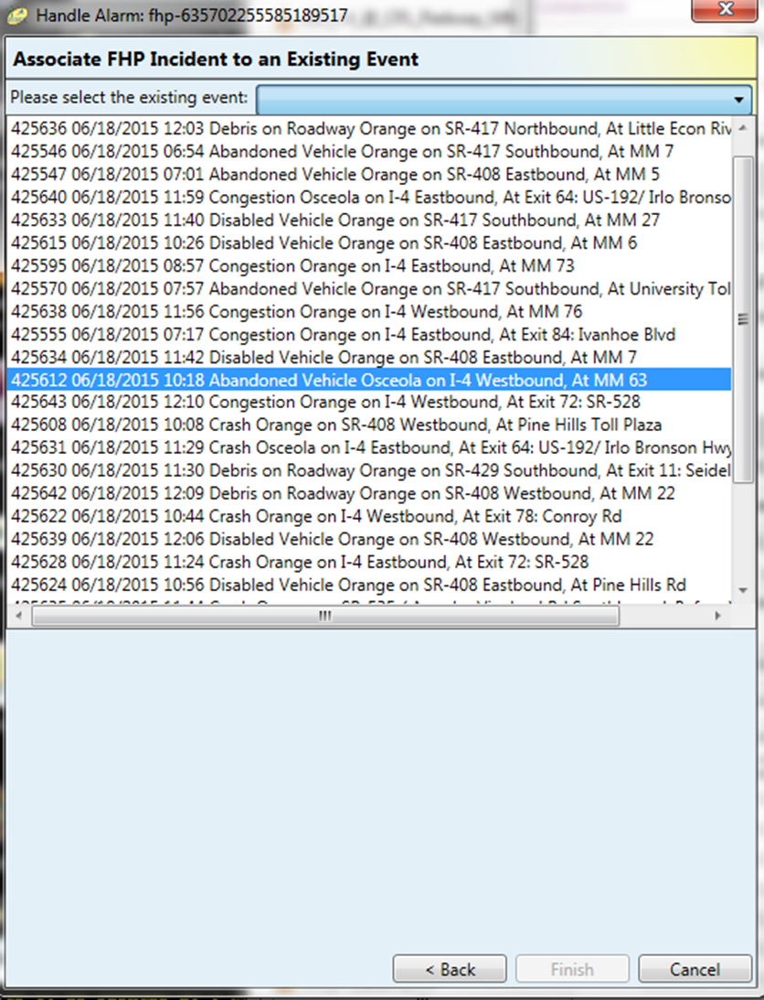 Handle Alarm: fhp-635702255585189517
Associate FHP Incident to an Existing Event
Please select the existing event:
425636 06/18/2015 12:03 Debris on Roadway Orange on SR-417 Northbound, At Little Econ Riv
425546 06/18/2015 06:54 Abandoned Vehicle Orange on SR-417 Southbound, At MM 7
425547 06/18/2015 07:01 Abandoned Vehicle Orange on SR-408 Eastbound, At MM 5
425640 06/18/2015 11:59 Congestion Osceola on I-4 Eastbound, At Exit 64: US-192/ Irlo Bronso
425633 06/18/2015 11:40 Disabled Vehicle Orange on SR-417 Southbound, At MM 27
425615 06/18/2015 10:26 Disabled Vehicle Orange on SR-408 Eastbound, At MM 6
425595 06/18/2015 08:57 Congestion Orange on I-4 Eastbound, At MM 73
425570 06/18/2015 07:57 Abandoned Vehicle Orange on SR-417 Southbound, At University Tol
425638 06/18/2015 11:56 Congestion Orange on I-4 Westbound, At MM 76
425555 06/18/2015 07:17 Congestion Orange on I-4 Eastbound, At Exit 84: Ivanhoe Blvd
425634 06/18/2015 11:42 Disabled Vehicle Orange on SR-408 Eastbound, At MM 7
425612 06/18/2015 10:18 Abandoned Vehicle Osceola on I-4 Westbound, At MM 63
425643 06/18/2015 12:10 Congestion Orange on I-4 Westbound, At Exit 72: SR-528
425608 06/18/2015 10:08 Crash Orange on SR-408 Westbound, At Pine Hills Toll Plaza
425631 06/18/2015 11:29 Crash Osceola on I-4 Eastbound, At Exit 64: US-192/ Irlo Bronson Hwy
425630 06/18/2015 11:30 Debris on Roadway Orange on SR-429 Southbound, At Exit 11: Seidel
425642 06/18/2015 12:09 Debris on Roadway Orange on SR-408 Westbound, At MM 22
425622 06/18/2015 10:44 Crash Orange on I-4 Westbound, At Exit 78: Conroy Rd
425639 06/18/2015 12:06 Disabled Vehicle Orange on SR-408 Westbound, At MM 22
425628 06/18/2015 11:24 Crash Orange on I-4 Eastbound, At Exit 72: SR-528
425624 06/18/2015 10:56 Disabled Vehicle Orange on SR-408 Eastbound, At Pine Hills Rd
< Back Finish Cancel